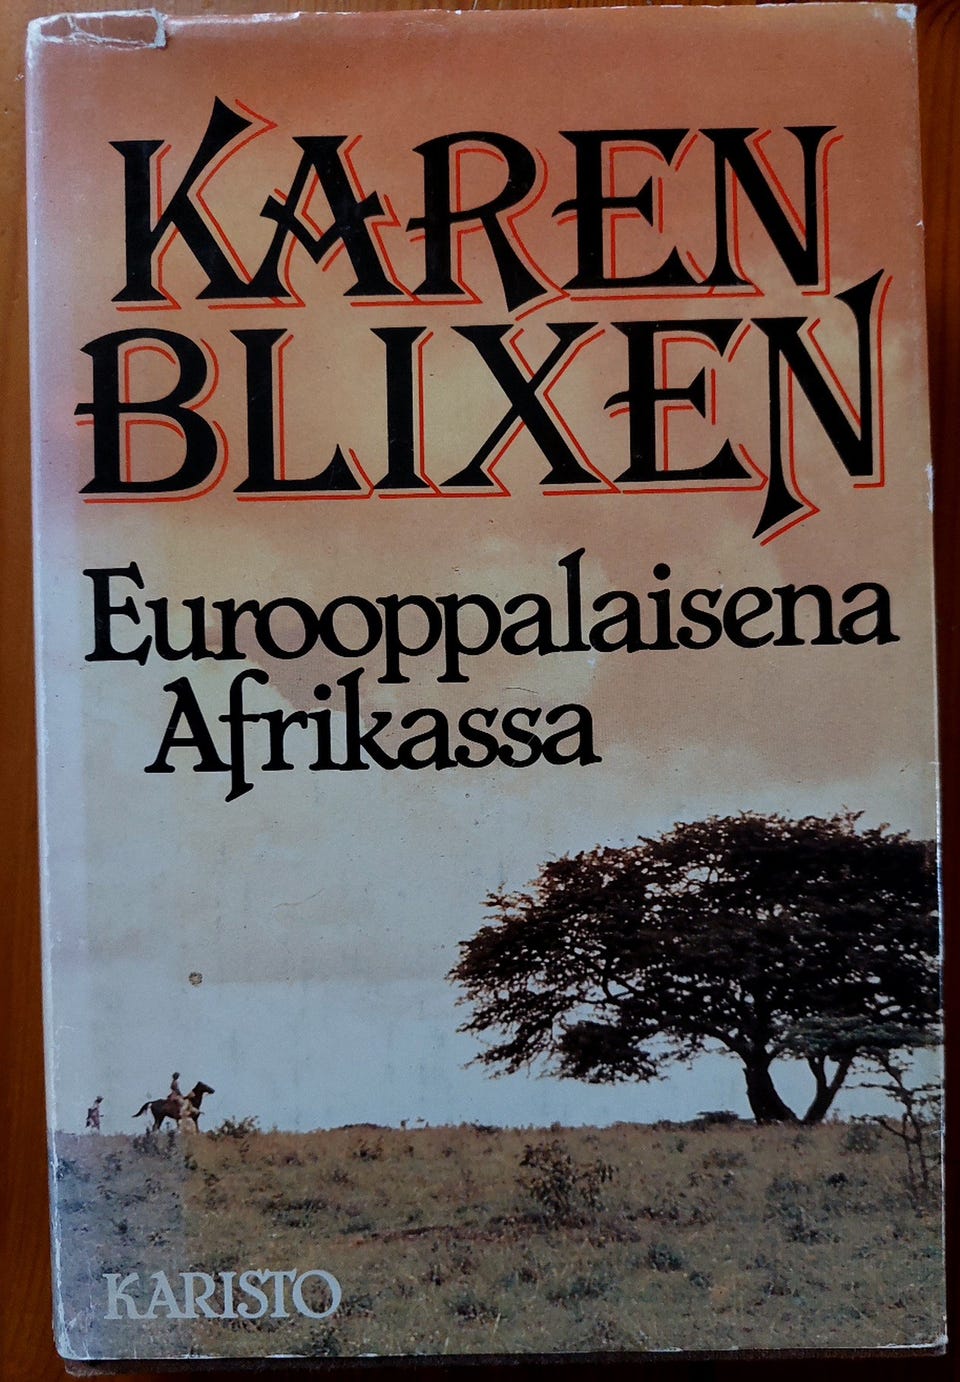 KAREN
BLIXEN
Eurooppalaisena
Afrikassa
KARISTO